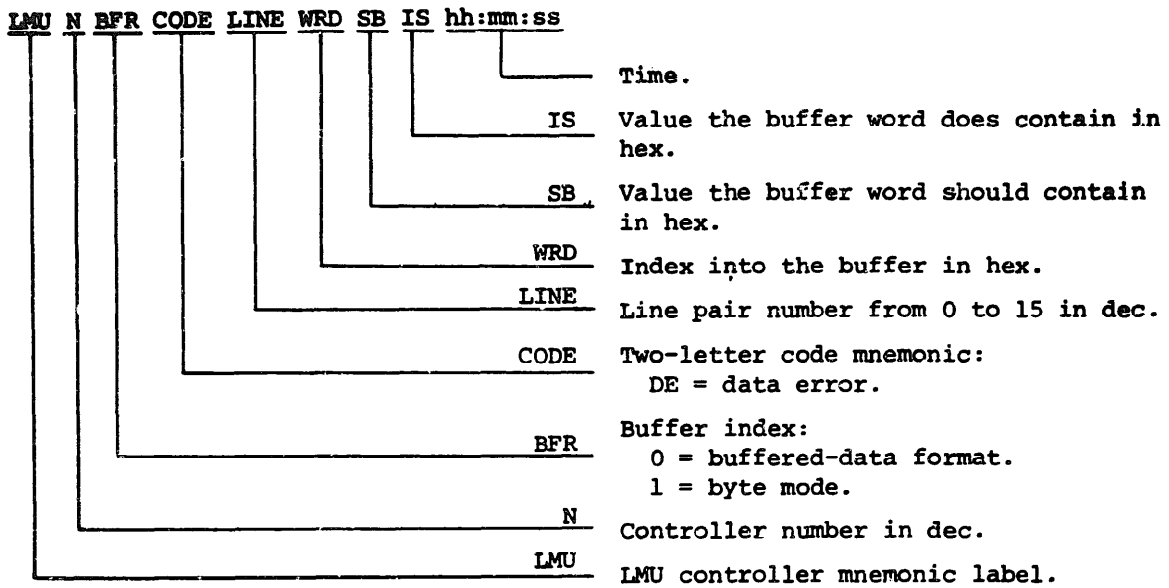 LMU N BFR CODE LINE WRD SB IS hh:mm:ss
Time.
IS Value the buffer word does contain in
hex.
SB Value the buffer word should contain
in hex.
WRD Index into the buffer in hex.
LINE Line pair number from 0 to 15 in dec.
CODE Two-letter code mnemonic:
DE = data error.
Buffer index:
BFR 0 = buffered-data format.
1 = byte mode.
N Controller number in dec.
LMU LMU controller mnemonic label.